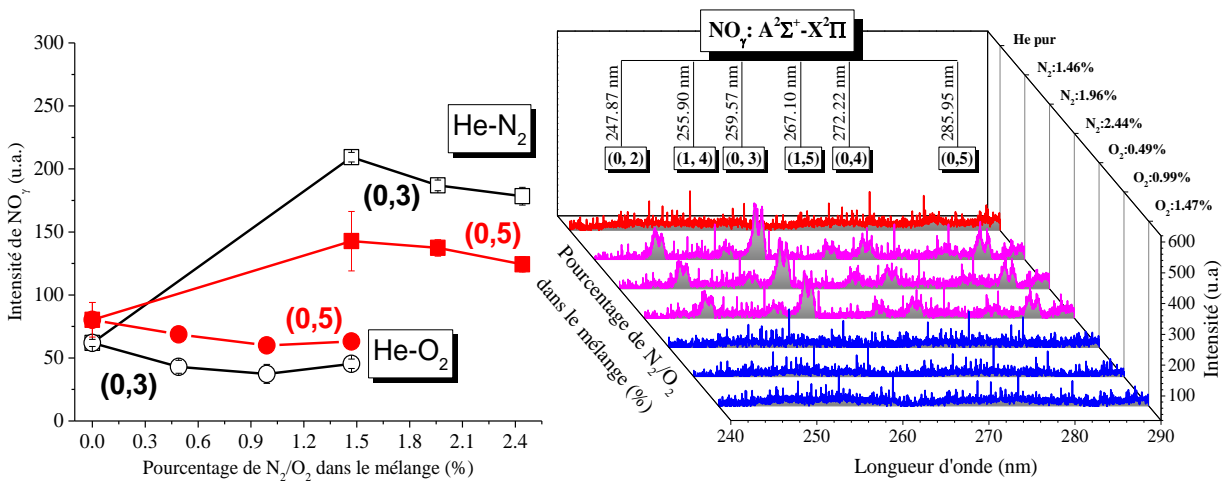 300
250
200
150
100
50
0
Intensité de NOγ (u.a.)
He-N2
(0,3)
(0,5)
(0,5)
He-O2
(0,3)
0.0 0.3 0.6 0.9 1.2 1.5 1.8 2.1 2.4
Pourcentage de N2/O2 dans le mélange (%)
NOγ: A²Σ⁺-X²Π
247.87 nm
255.90 nm
259.57 nm
267.10 nm
272.22 nm
285.95 nm
(0, 2)
(1, 4)
(0, 3)
(1,5)
(0,4)
(0,5)
He pur
N2:1.46%
N2:1.96%
N2:2.44%
O2:0.49%
O2:0.99%
O2:1.47%
Pourcentage de N2/O2
dans le mélange (%)
600
500
400
300
200
100
Intensité (u.a)
240 250 260 270 280 290
Longueur d'onde (nm)